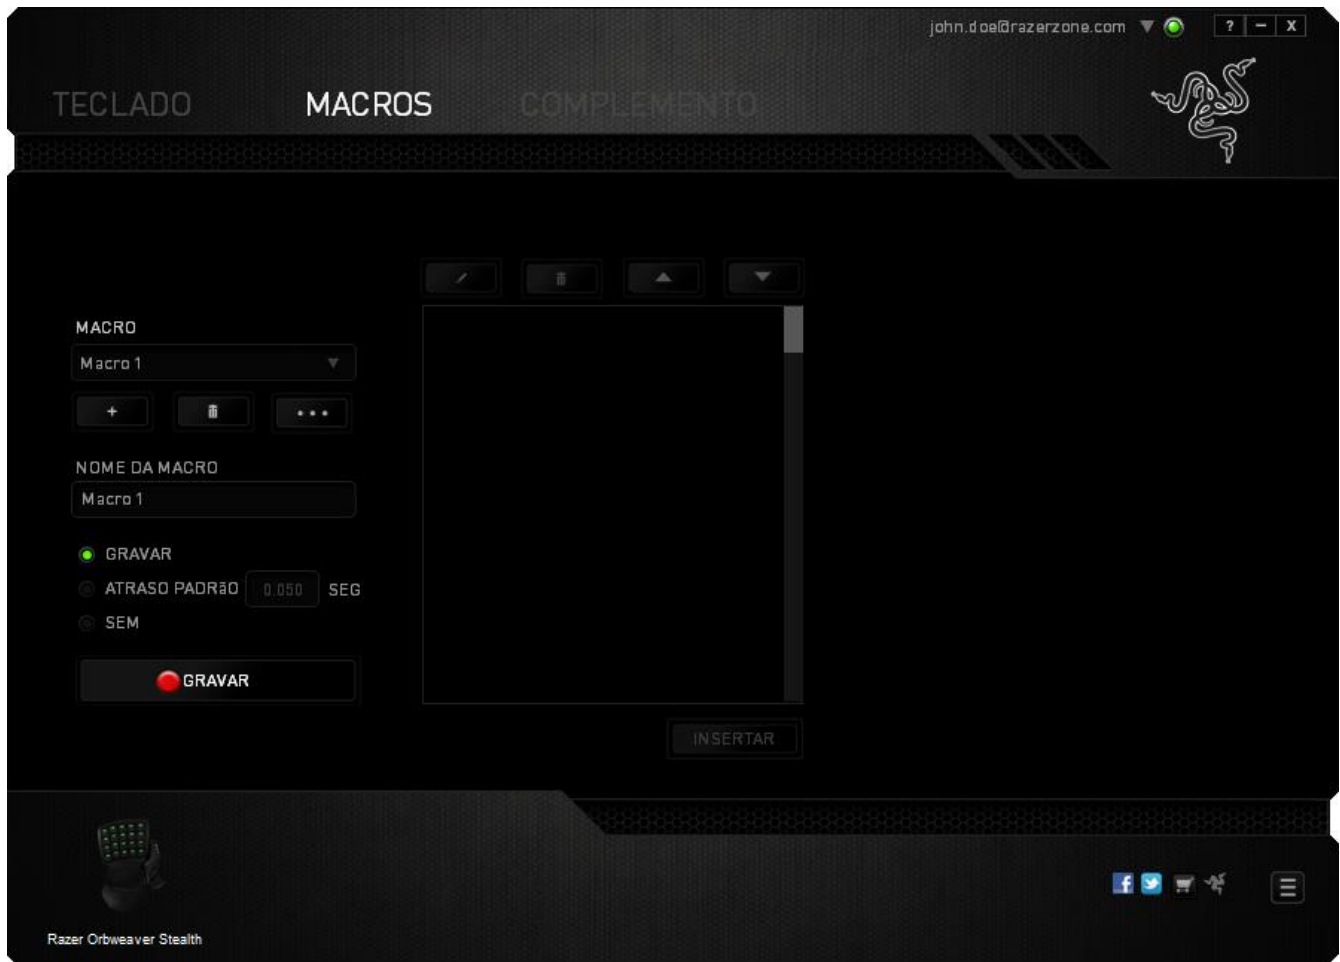 john.doe@razerzone.com
? – X
TECLADO MACROS COMPLEMENTO
MACRO
Macro 1
+ •••
NOME DA MACRO
Macro 1
GRAVAR
ATRASO PADRãO 0.050 SEG
SEM
GRAVAR
INSERTAR
f
Razer Orbweaver Stealth